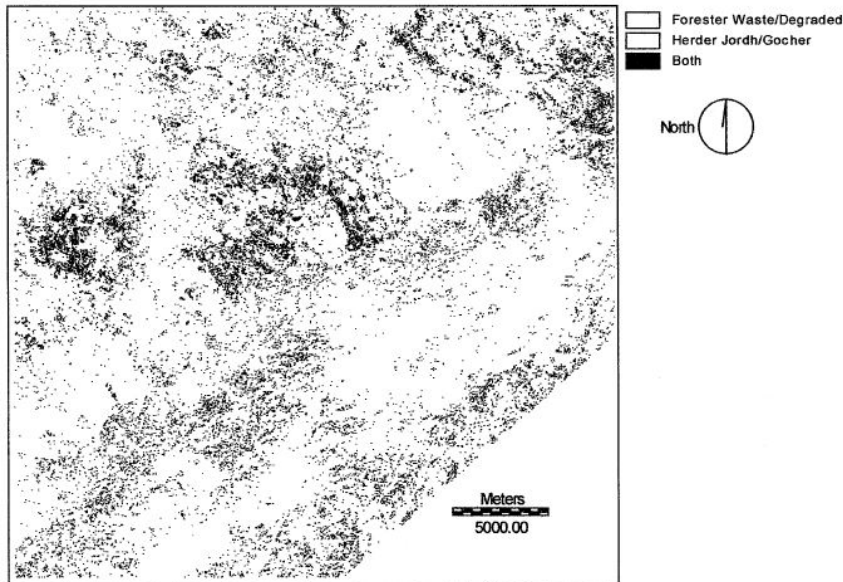 Forester Waste/Degraded
Herder Jordh/Gocher
Both
North
Meters
5000.00